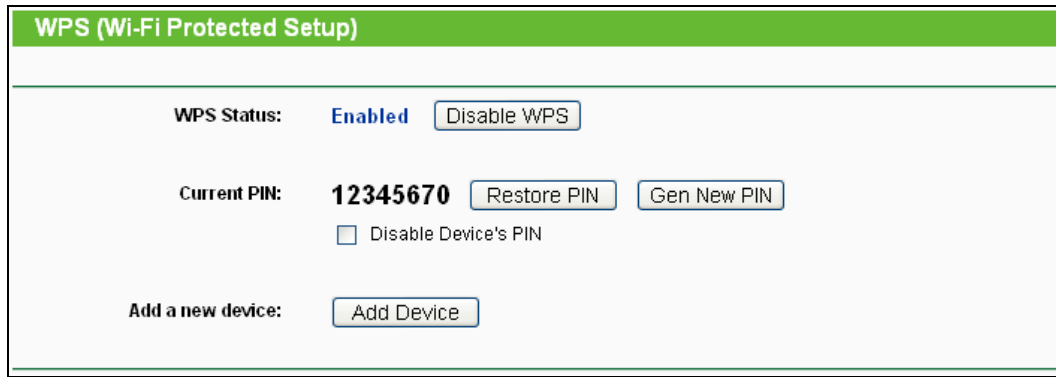 WPS (Wi-Fi Protected Setup)
WPS Status: Enabled Disable WPS
Current PIN: 12345670 Restore PIN Gen New PIN
Disable Device's PIN
Add a new device: Add Device